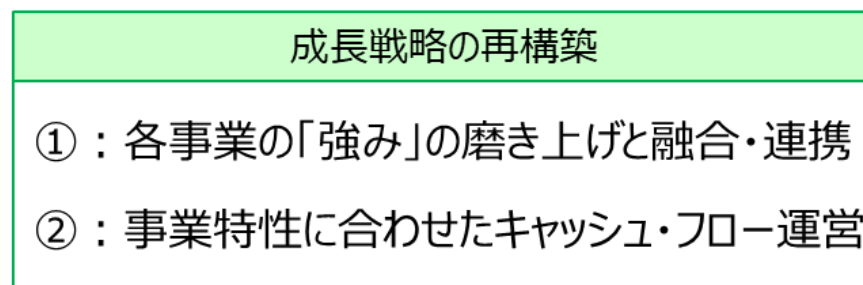 成長戦略の再構築
①：各事業の「強み」の磨き上げと融合・連携
②：事業特性に合わせたキャッシュ・フロー運営